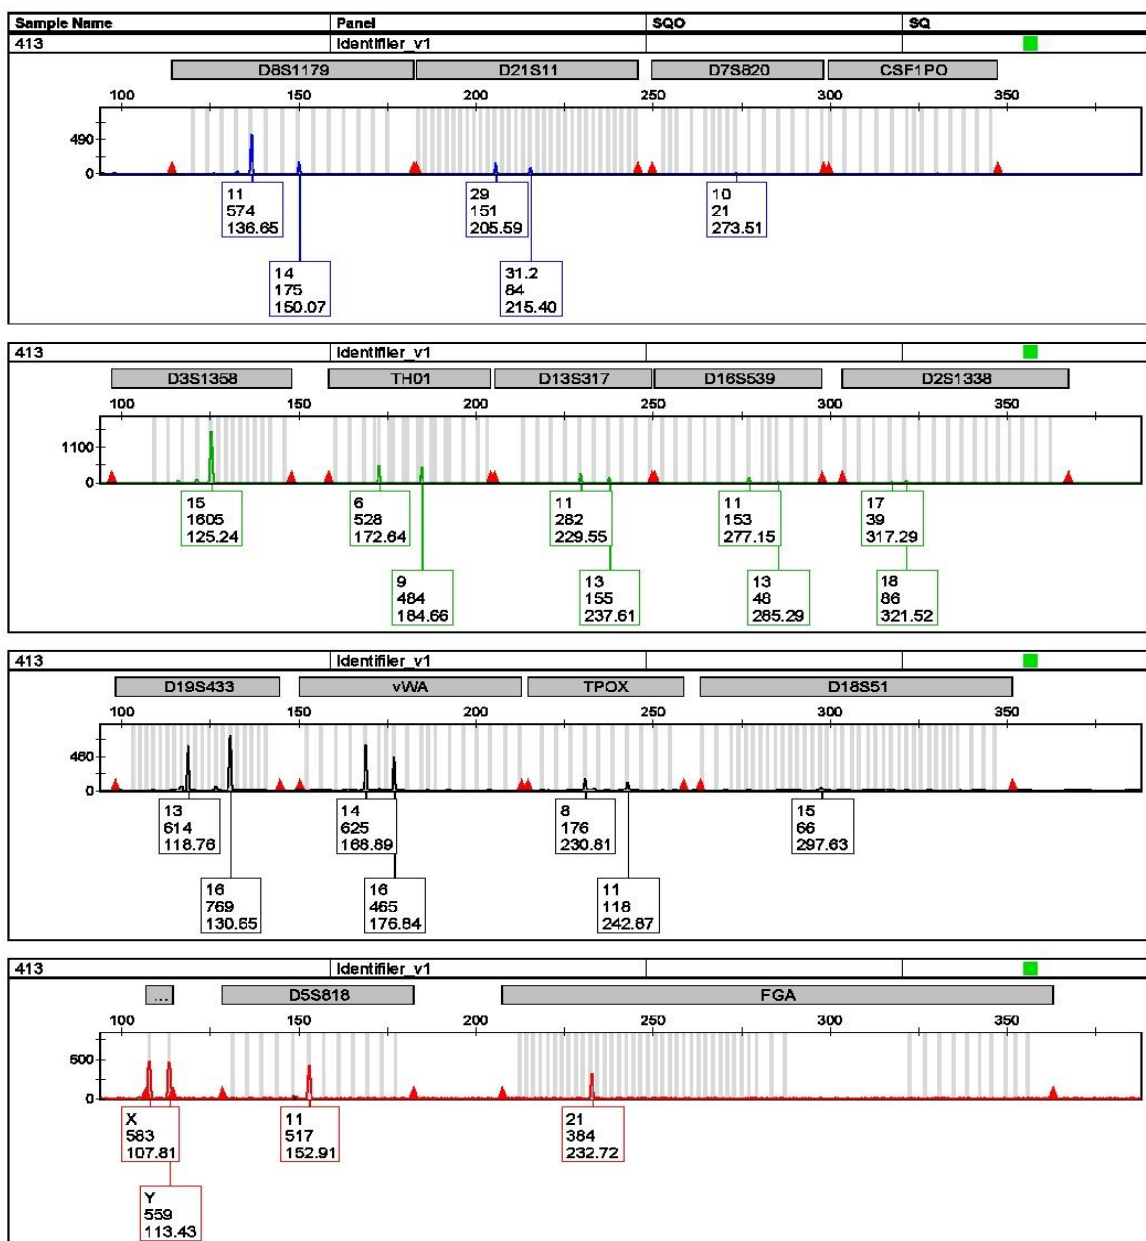 Sample Name Panel SQO SQ
413 Identifiler_v1
D8S1179 D21S11 D7S820 CSF1PO
100 150 200 250 300 350
490
0
11 29 10
574 151 21
136.65 205.59 273.51
14 31.2
175 84
150.07 215.40
413 Identifiler_v1
D3S1358 TH01 D13S317 D16S539 D2S1338
100 150 200 250 300 350
1100
0
15 6 11 11 17
1605 528 282 153 39
125.24 172.64 229.55 277.15 317.29
9 13 13 18
484 155 48 86
184.66 237.61 285.29 321.52
413 Identifiler_v1
D19S433 vWA TPOX D18S51
100 150 200 250 300 350
460
0
13 14 8 15
614 625 176 66
118.76 168.89 230.81 297.63
16 16 11
769 465 118
130.65 176.84 242.87
413 Identifiler_v1
... D5S818 FGA
100 150 200 250 300 350
500
0
X 11 21
583 517 384
107.81 152.91 232.72
Y
559
113.43